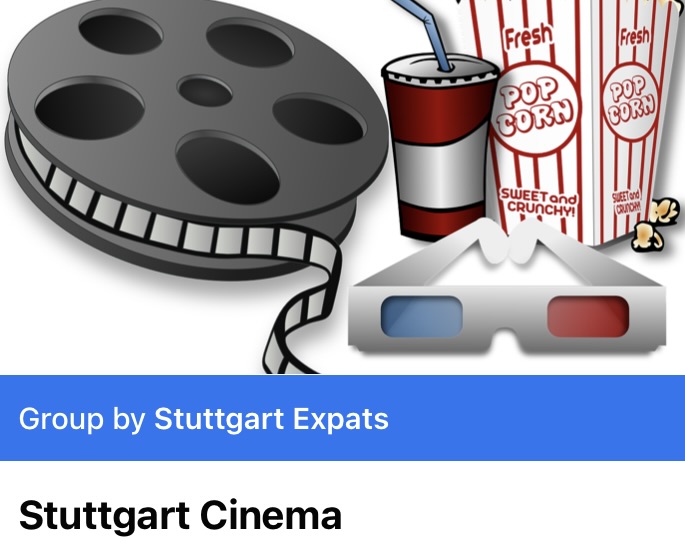 Fresh
POP
CORN
SWEET and
CRUNCHY!
Fresh
POP
CORN
SWEET and
CRUNCHY!
Group by Stuttgart Expats
Stuttgart Cinema